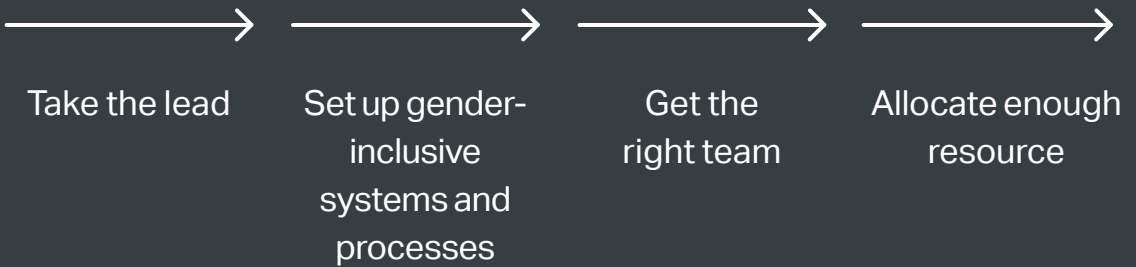 Take the lead
Set up gender-
inclusive
systems and
processes
Get the
right team
Allocate enough
resource